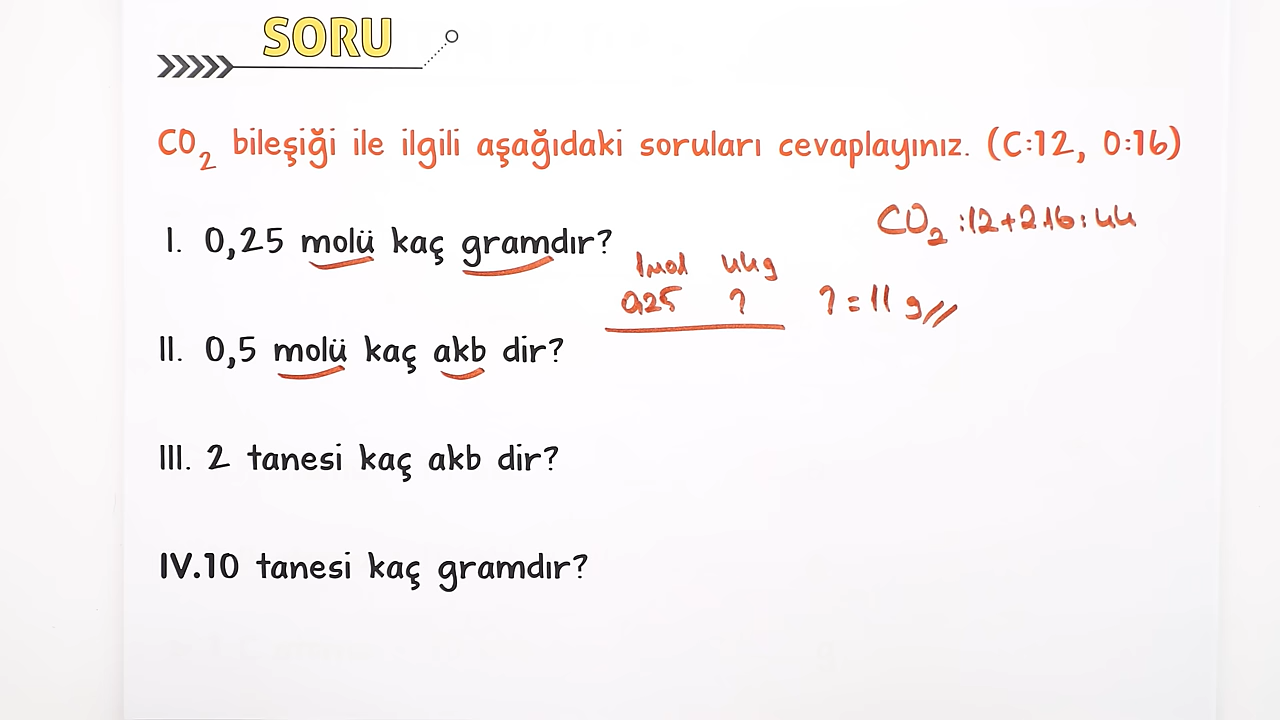 SORU
CO₂ bileşiği ile ilgili aşağıdaki soruları cevaplayınız. (C:12, O:16)
CO₂ : 12 + 2.16 : 44
I. 0,25 molü kaç gramdır?
1mol 44g
0,25 ? ? = 11 g //
II. 0,5 molü kaç akb dir?
III. 2 tanesi kaç akb dir?
IV.10 tanesi kaç gramdır?